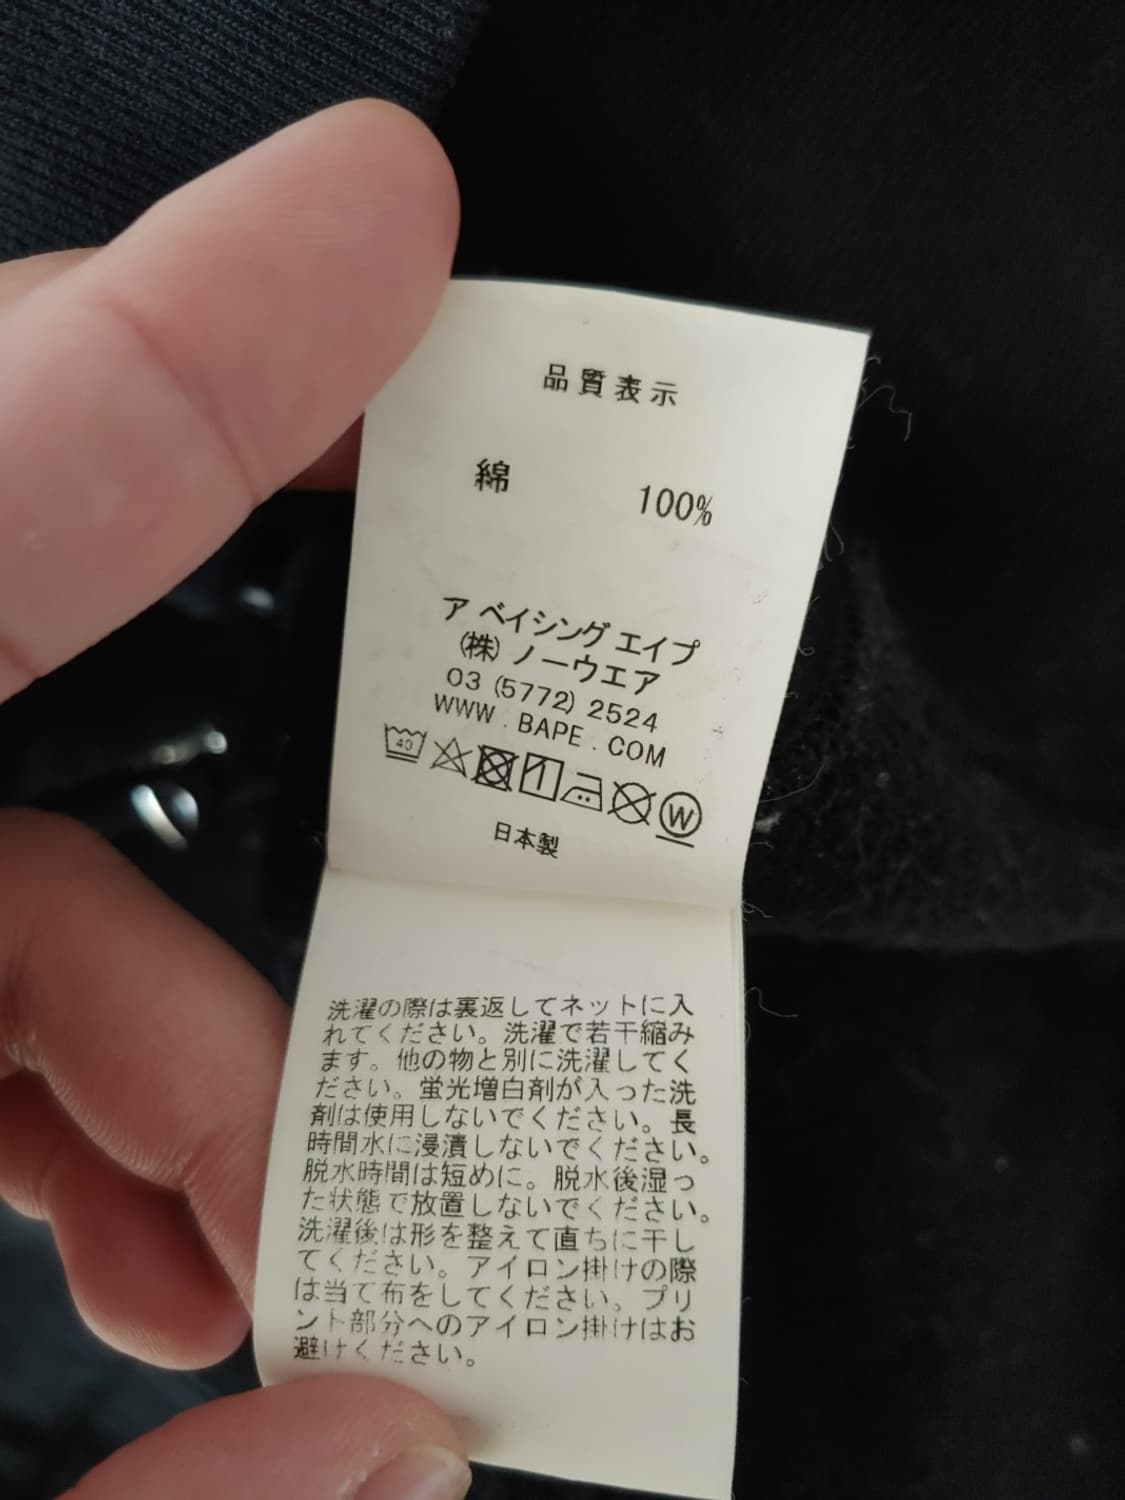 品質表示
綿 100%
ア ベイシング エイプ
(株) ノーウエア
03 (5772) 2524
WWW . BAPE . COM
40 W
日本製
洗濯の際は裏返してネットに入
れてください。洗濯で若干縮み
ます。他の物と別に洗濯してく
ださい。蛍光増白剤が入った洗
剤は使用しないでください。長
時間水に浸漬しないでください。
脱水時間は短めに。脱水後湿っ
た状態で放置しないでください。
洗濯後は形を整えて直ちに干し
てください。アイロン掛けの際
は当て布をしてください。プリ
ント部分へのアイロン掛けはお
避けください。